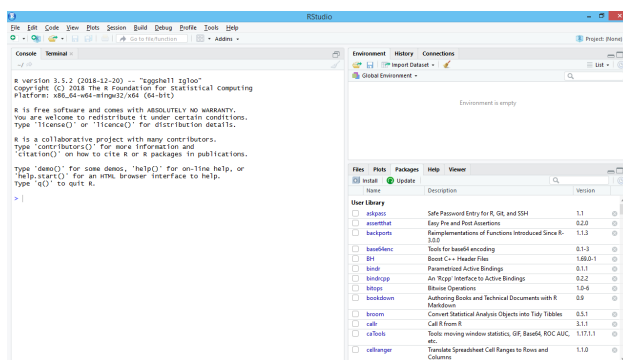 RStudio
File Edit Code View Plots Session Build Debug Profile Tools Help
Go to file/function Addins Project: (None)
Console Terminal
~/
R version 3.5.2 (2018-12-20) -- "Eggshell Igloo"
Copyright (C) 2018 The R Foundation for Statistical Computing
Platform: x86_64-w64-mingw32/x64 (64-bit)
R is free software and comes with ABSOLUTELY NO WARRANTY.
You are welcome to redistribute it under certain conditions.
Type 'license()' or 'licence()' for distribution details.
R is a collaborative project with many contributors.
Type 'contributors()' for more information and
'citation()' on how to cite R or R packages in publications.
Type 'demo()' for some demos, 'help()' for on-line help, or
'help.start()' for an HTML browser interface to help.
Type 'q()' to quit R.
>
Environment History Connections
Import Dataset List
Global Environment
Environment is empty
Files Plots Packages Help Viewer
Install Update
Name Description Version
User Library
askpass Safe Password Entry for R, Git, and SSH 1.1
assertthat Easy Pre and Post Assertions 0.2.0
backports Reimplementations of Functions Introduced Since R- 1.1.3
3.0.0
base64enc Tools for base64 encoding 0.1-3
BH Boost C++ Header Files 1.69.0-1
bindr Parametrized Active Bindings 0.1.1
bindrcpp An 'Rcpp' Interface to Active Bindings 0.2.2
bitops Bitwise Operations 1.0-6
bookdown Authoring Books and Technical Documents with R 0.9
Markdown
broom Convert Statistical Analysis Objects into Tidy Tibbles 0.5.1
callr Call R from R 3.1.1
caTools Tools: moving window statistics, GIF, Base64, ROC AUC, 1.17.1.1
etc.
cellranger Translate Spreadsheet Cell Ranges to Rows and 1.1.0
Columns